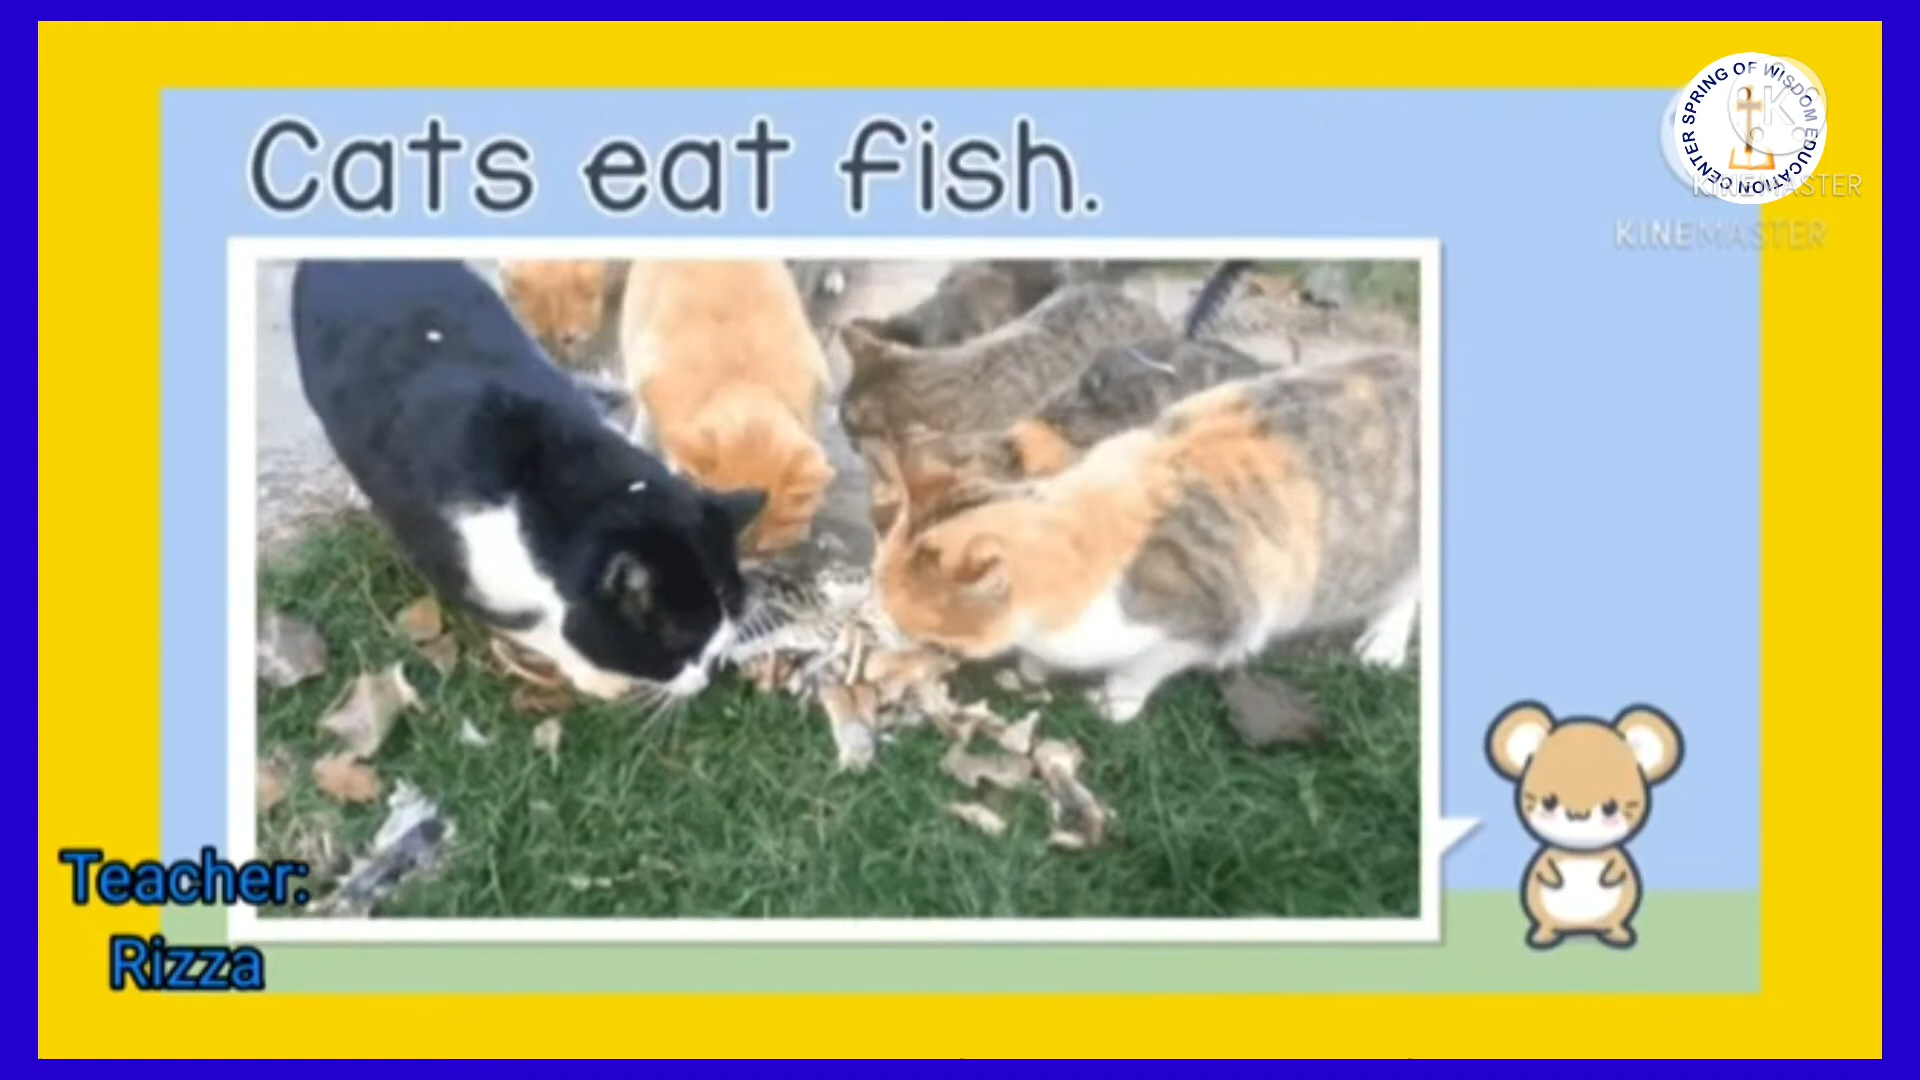 Cats eat fish.
SPRING OF WISDOM EDUCATION CENTER
KINEMASTER
KINEMASTER
Teacher:
Rizza